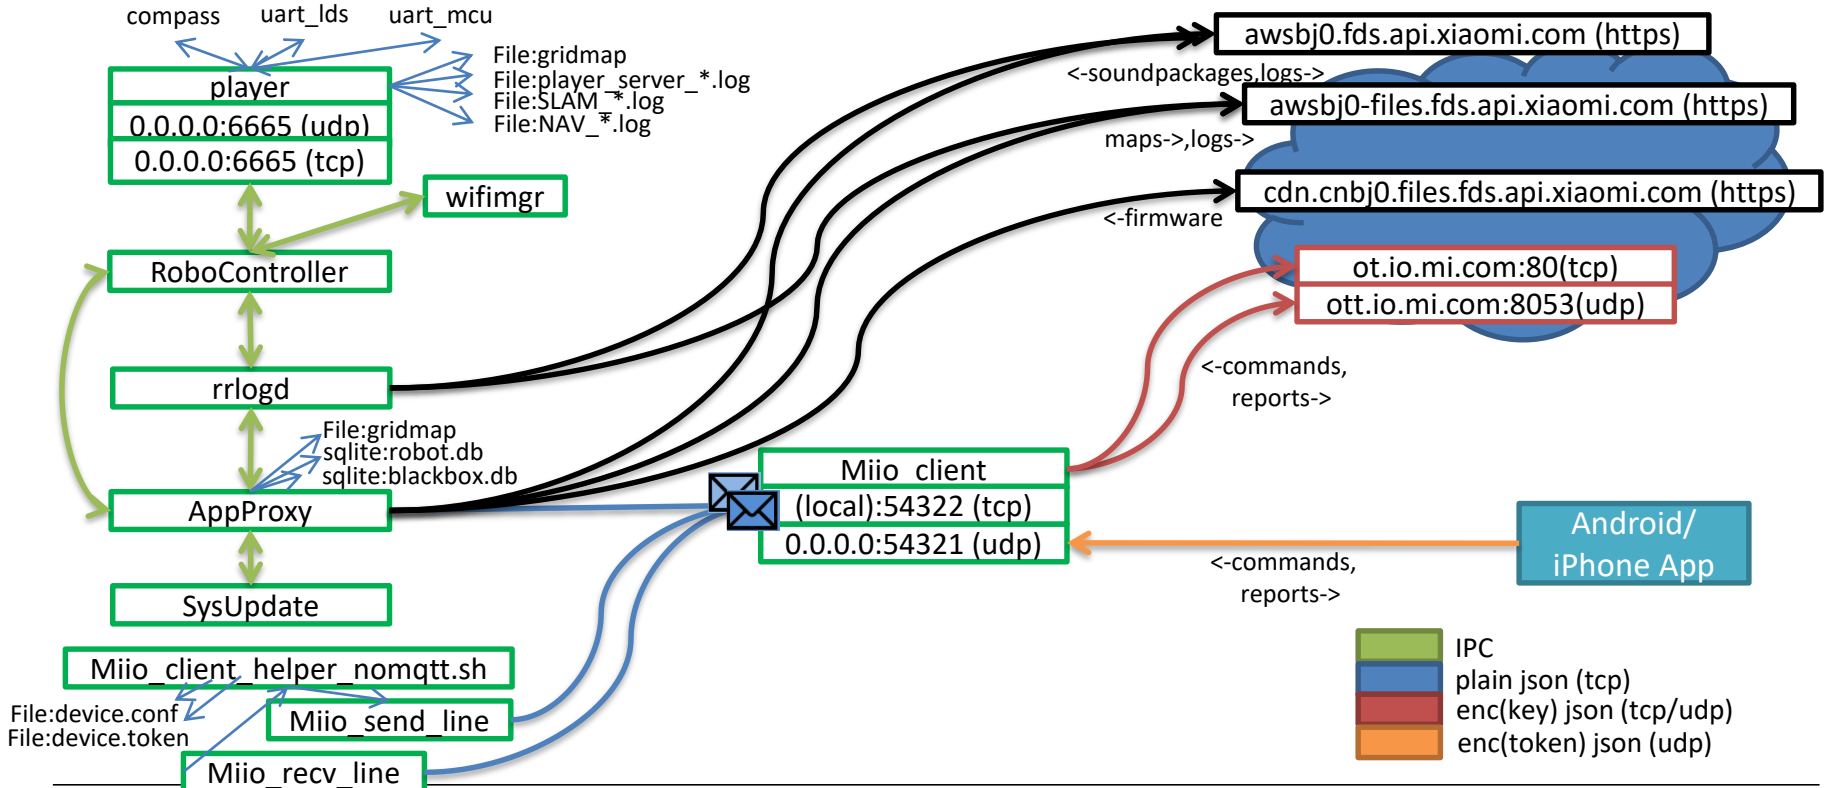 compass
uart_lds
uart_mcu
File:gridmap
File:player_server_*.log
File:SLAM_*.log
File:NAV_*.log
player
0.0.0.0:6665 (udp)
0.0.0.0:6665 (tcp)
wifimgr
RoboController
rrlogd
File:gridmap
sqlite:robot.db
sqlite:blackbox.db
AppProxy
SysUpdate
Miio_client_helper_nomqtt.sh
File:device.conf
File:device.token
Miio_send_line
Miio_recv_line
awsbj0.fds.api.xiaomi.com (https)
<-soundpackages,logs->
awsbj0-files.fds.api.xiaomi.com (https)
maps->,logs->
cdn.cnbj0.files.fds.api.xiaomi.com (https)
<-firmware
ot.io.mi.com:80(tcp)
ott.io.mi.com:8053(udp)
<-commands,
reports->
Miio_client
(local):54322 (tcp)
0.0.0.0:54321 (udp)
<-commands,
reports->
Android/
iPhone App
IPC
plain json (tcp)
enc(key) json (tcp/udp)
enc(token) json (udp)